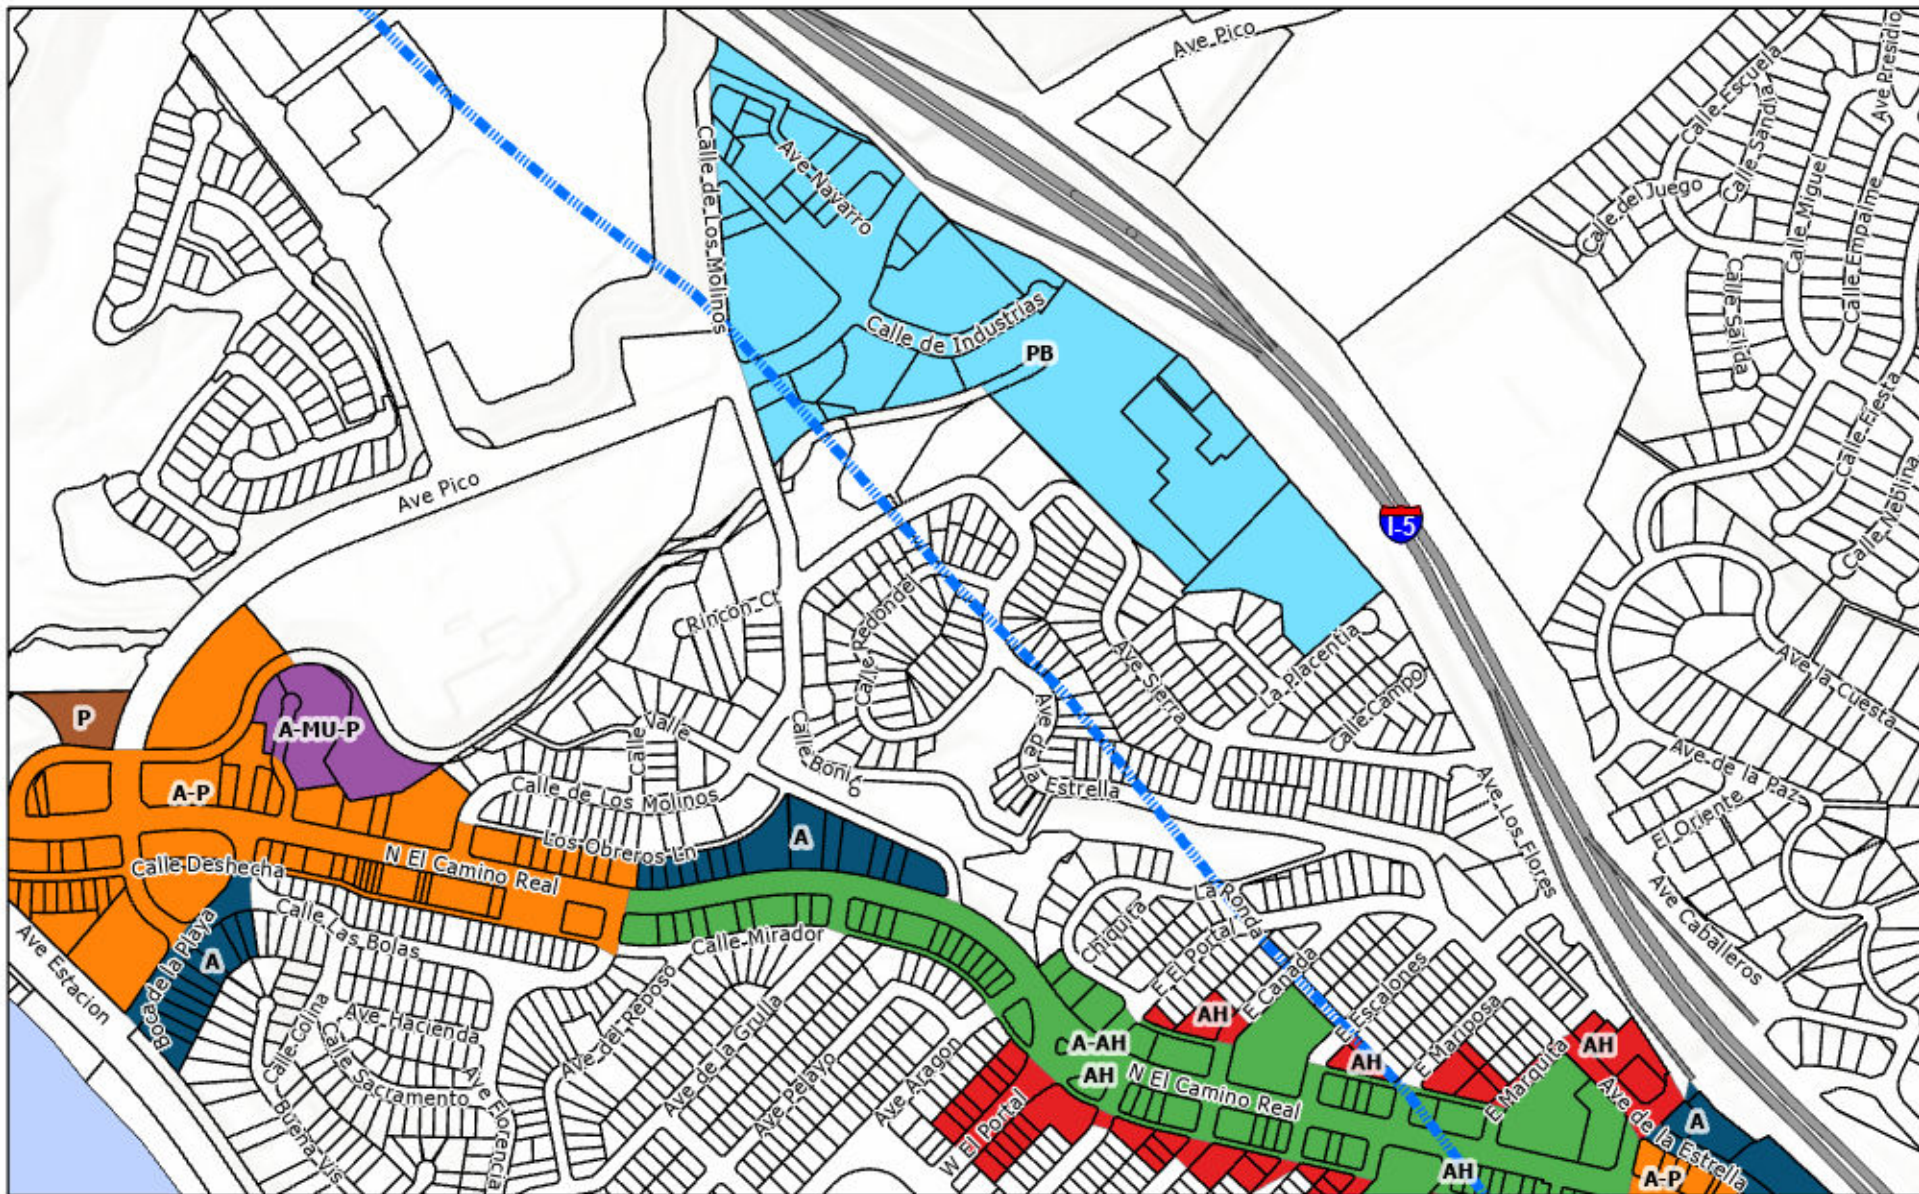 Ave Pico
Calle Escuela
Ave Presidio
Calle Sandia
Calle de Los Molinos
Ave Navarro
Calle Miguel
Calle del Juego
Calle Empalme
Calle Salida
Calle de Industrias
PB
Calle Fiesta
Ave Pico
Calle Neblina
I-5
Rincon Ct
Calle Redondel
La Placentia
Ave Sierra
Calle Campo
Ave la Cuesta
P
A-MU-P
Calle Valle
Ave de la Estrella
Calle Bonito
Ave de la Paz
El Oriente
A-P
Calle de Los Molinos
Ave Los Flores
Los Obreros Ln
A
N El Camino Real
Calle Deshecha
La Ronda
Ave Caballeros
Calle Las Bolas
Calle Mirador
Chiquita
E El Portal
Boca de la Playa
A
Ave Estacion
E Canada
E Escalones
Ave del Reposo
Ave de la Grulla
Calle Colina
Ave Hacienda
AH
E Mariposa
Calle Sacramento
A-AH
AH
AH
AH
E Marquita
Ave Pelayo
Ave Aragon
N El Camino Real
Ave Florencia
Buena Vis
W El Portal
Ave de la Estrella
A
AH
A-P